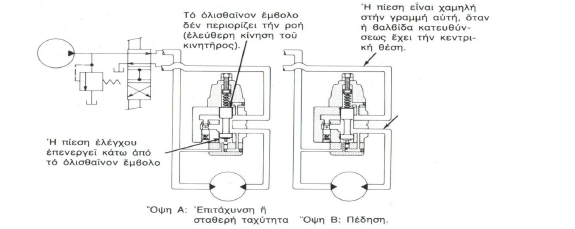 Τό ὀλισθαῖνον ἔμβολο
δέν περιορίζει τήν ροή
(ἐλεύθερη κίνηση τοῦ
κινητῆρος).
Ἡ πίεση εἶναι χαμηλή
στήν γραμμή αὐτή, ὅταν
ἡ βαλβίδα κατευθύν-
σεως ἔχει τήν κεντρι-
κή θέση.
Ἡ πίεση ἐλέγχου
ἐπενεργεῖ κάτω ἀπό
τό ὀλισθαῖνον ἔμβολο
Ὄψη Α: Ἐπιτάχυνση ἤ
σταθερή ταχύτητα
Ὄψη Β: Πέδηση.